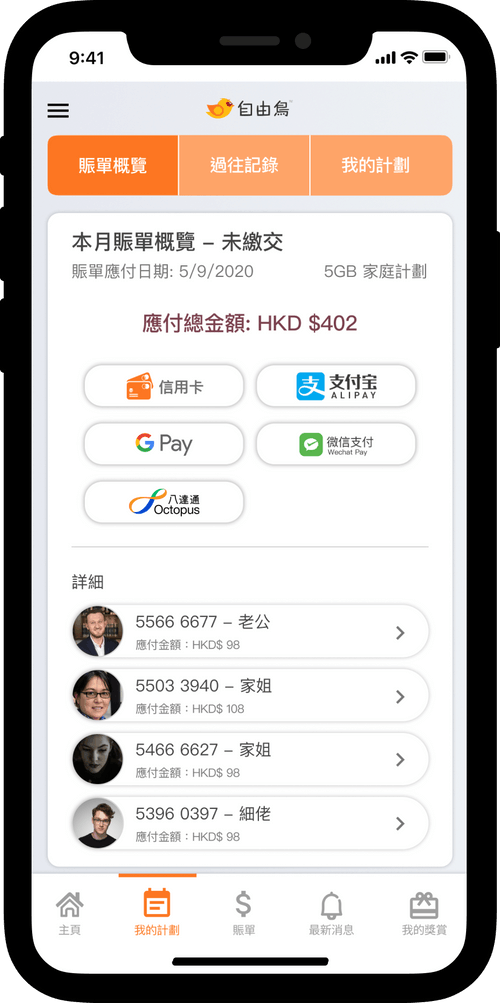 9:41
自由鳥
賬單概覽 過往記錄 我的計劃
本月賬單概覽 – 未繳交
賬單應付日期: 5/9/2020 5GB 家庭計劃
應付總金額: HKD $402
信用卡 支付宝 ALIPAY
G Pay 微信支付 Wechat Pay
八達通 Octopus
詳細
5566 6677 – 老公
應付金額：HKD$ 98
5503 3940 – 家姐
應付金額：HKD$ 108
5466 6627 – 家姐
應付金額：HKD$ 98
5396 0397 – 細佬
應付金額：HKD$ 98
主頁 我的計劃 賬單 最新消息 我的獎賞